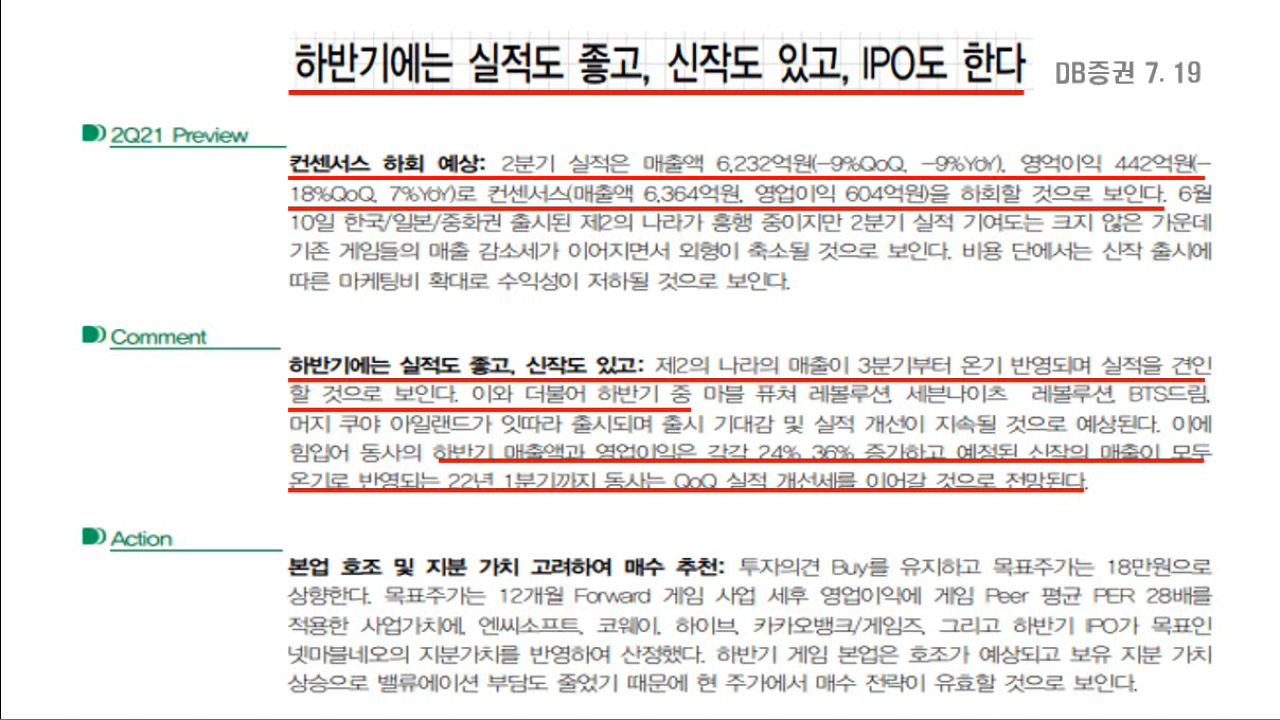 하반기에는 실적도 좋고, 신작도 있고, IPO도 한다
DB증권 7. 19
2Q21 Preview
컨센서스 하회 예상: 2분기 실적은 매출액 6,232억원(-9%QoQ, -9%YoY), 영업이익 442억원(-
18%QoQ, 7%YoY)로 컨센서스(매출액 6,364억원, 영업이익 604억원)을 하회할 것으로 보인다. 6월
10일 한국/일본/중화권 출시된 제2의 나라가 흥행 중이지만 2분기 실적 기여도는 크지 않은 가운데
기존 게임들의 매출 감소세가 이어지면서 외형이 축소될 것으로 보인다. 비용 단에서는 신작 출시에
따른 마케팅비 확대로 수익성이 저하될 것으로 보인다.
Comment
하반기에는 실적도 좋고, 신작도 있고: 제2의 나라의 매출이 3분기부터 온기 반영되며 실적을 견인
할 것으로 보인다. 이와 더불어 하반기 중 마블 퓨쳐 레볼루션, 세븐나이츠 레볼루션, BTS드림,
머지 쿠야 아일랜드가 잇따라 출시되며 출시 기대감 및 실적 개선이 지속될 것으로 예상된다. 이에
힘입어 동사의 하반기 매출액과 영업이익은 각각 24%, 36% 증가하고 예정된 신작의 매출이 모두
온기로 반영되는 22년 1분기까지 동사는 QoQ 실적 개선세를 이어갈 것으로 전망된다.
Action
본업 호조 및 지분 가치 고려하여 매수 추천: 투자의견 Buy를 유지하고 목표주가는 18만원으로
상향한다. 목표주가는 12개월 Forward 게임 사업 세후 영업이익에 게임 Peer 평균 PER 28배를
적용한 사업가치에, 엔씨소프트, 코웨이, 하이브, 카카오뱅크/게임즈, 그리고 하반기 IPO가 목표인
넷마블네오의 지분가치를 반영하여 산정했다. 하반기 게임 본업은 호조가 예상되고 보유 지분 가치
상승으로 밸류에이션 부담도 줄었기 때문에 현 주가에서 매수 전략이 유효할 것으로 보인다.